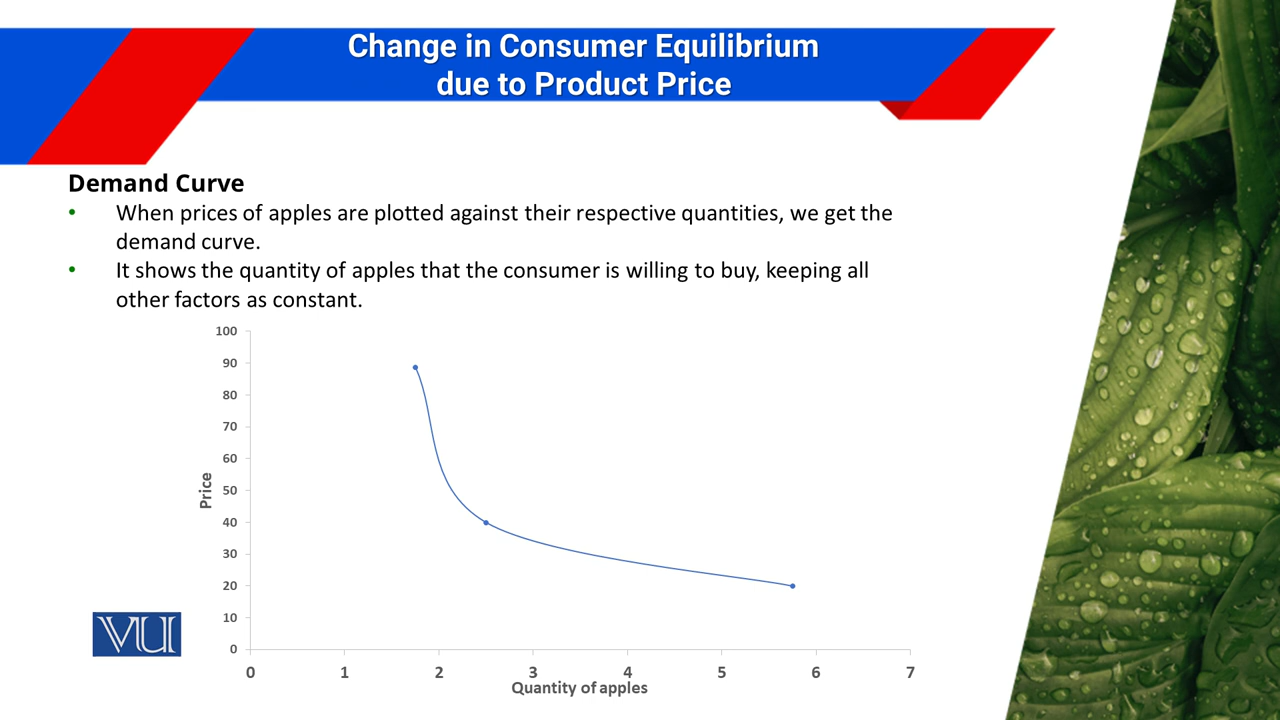 Change in Consumer Equilibrium
due to Product Price
Demand Curve
• When prices of apples are plotted against their respective quantities, we get the
demand curve.
• It shows the quantity of apples that the consumer is willing to buy, keeping all
other factors as constant.
100
90
80
70
60
50
40
30
20
10
0
Price
0 1 2 3 4 5 6 7
Quantity of apples
VU